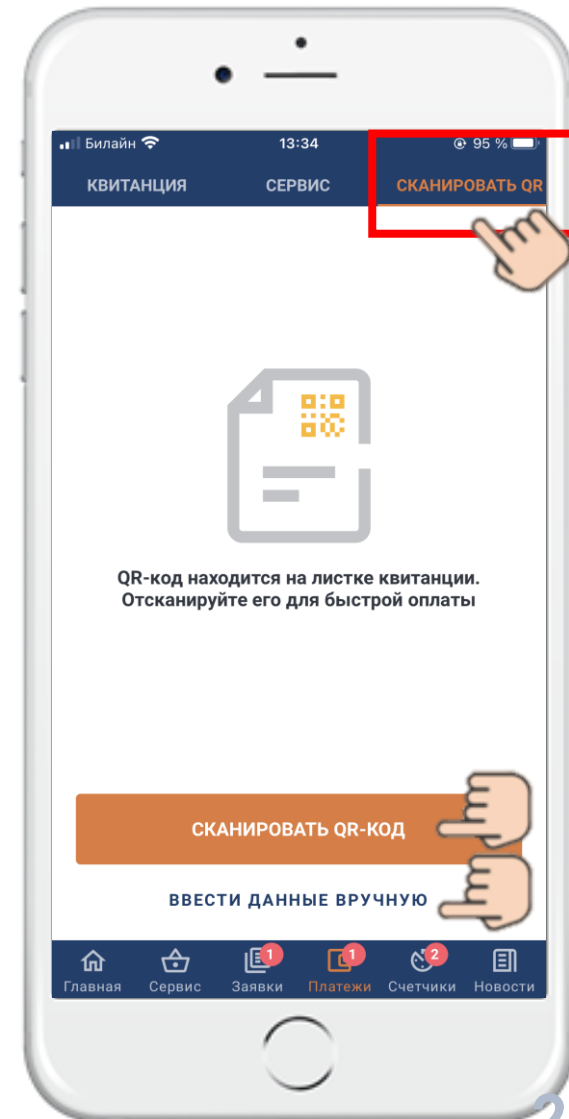 Билайн 13:34 95 %
КВИТАНЦИЯ СЕРВИС СКАНИРОВАТЬ QR
QR-код находится на листке квитанции.
Отсканируйте его для быстрой оплаты
СКАНИРОВАТЬ QR-КОД
ВВЕСТИ ДАННЫЕ ВРУЧНУЮ
1 1 2
Главная Сервис Заявки Платежи Счетчики Новости